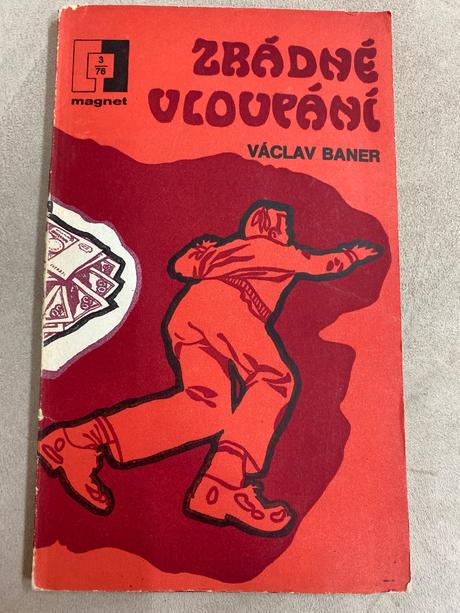 3
76
magnet
ZRÁDNÉ
VLOUPÁNÍ
VÁCLAV BANER